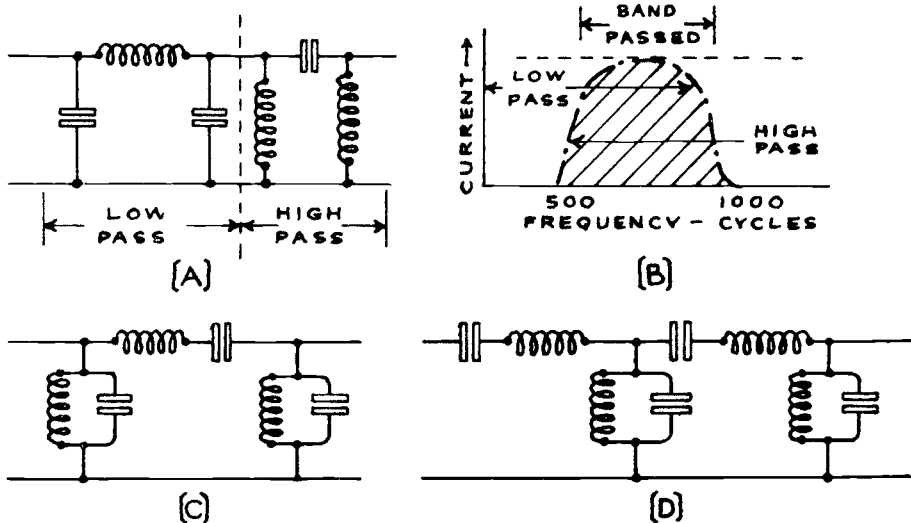 LOW
PASS
HIGH
PASS
[A]
BAND
PASSED
CURRENT
LOW
PASS
HIGH
PASS
500 1000
FREQUENCY - CYCLES
[B]
[C]
[D]